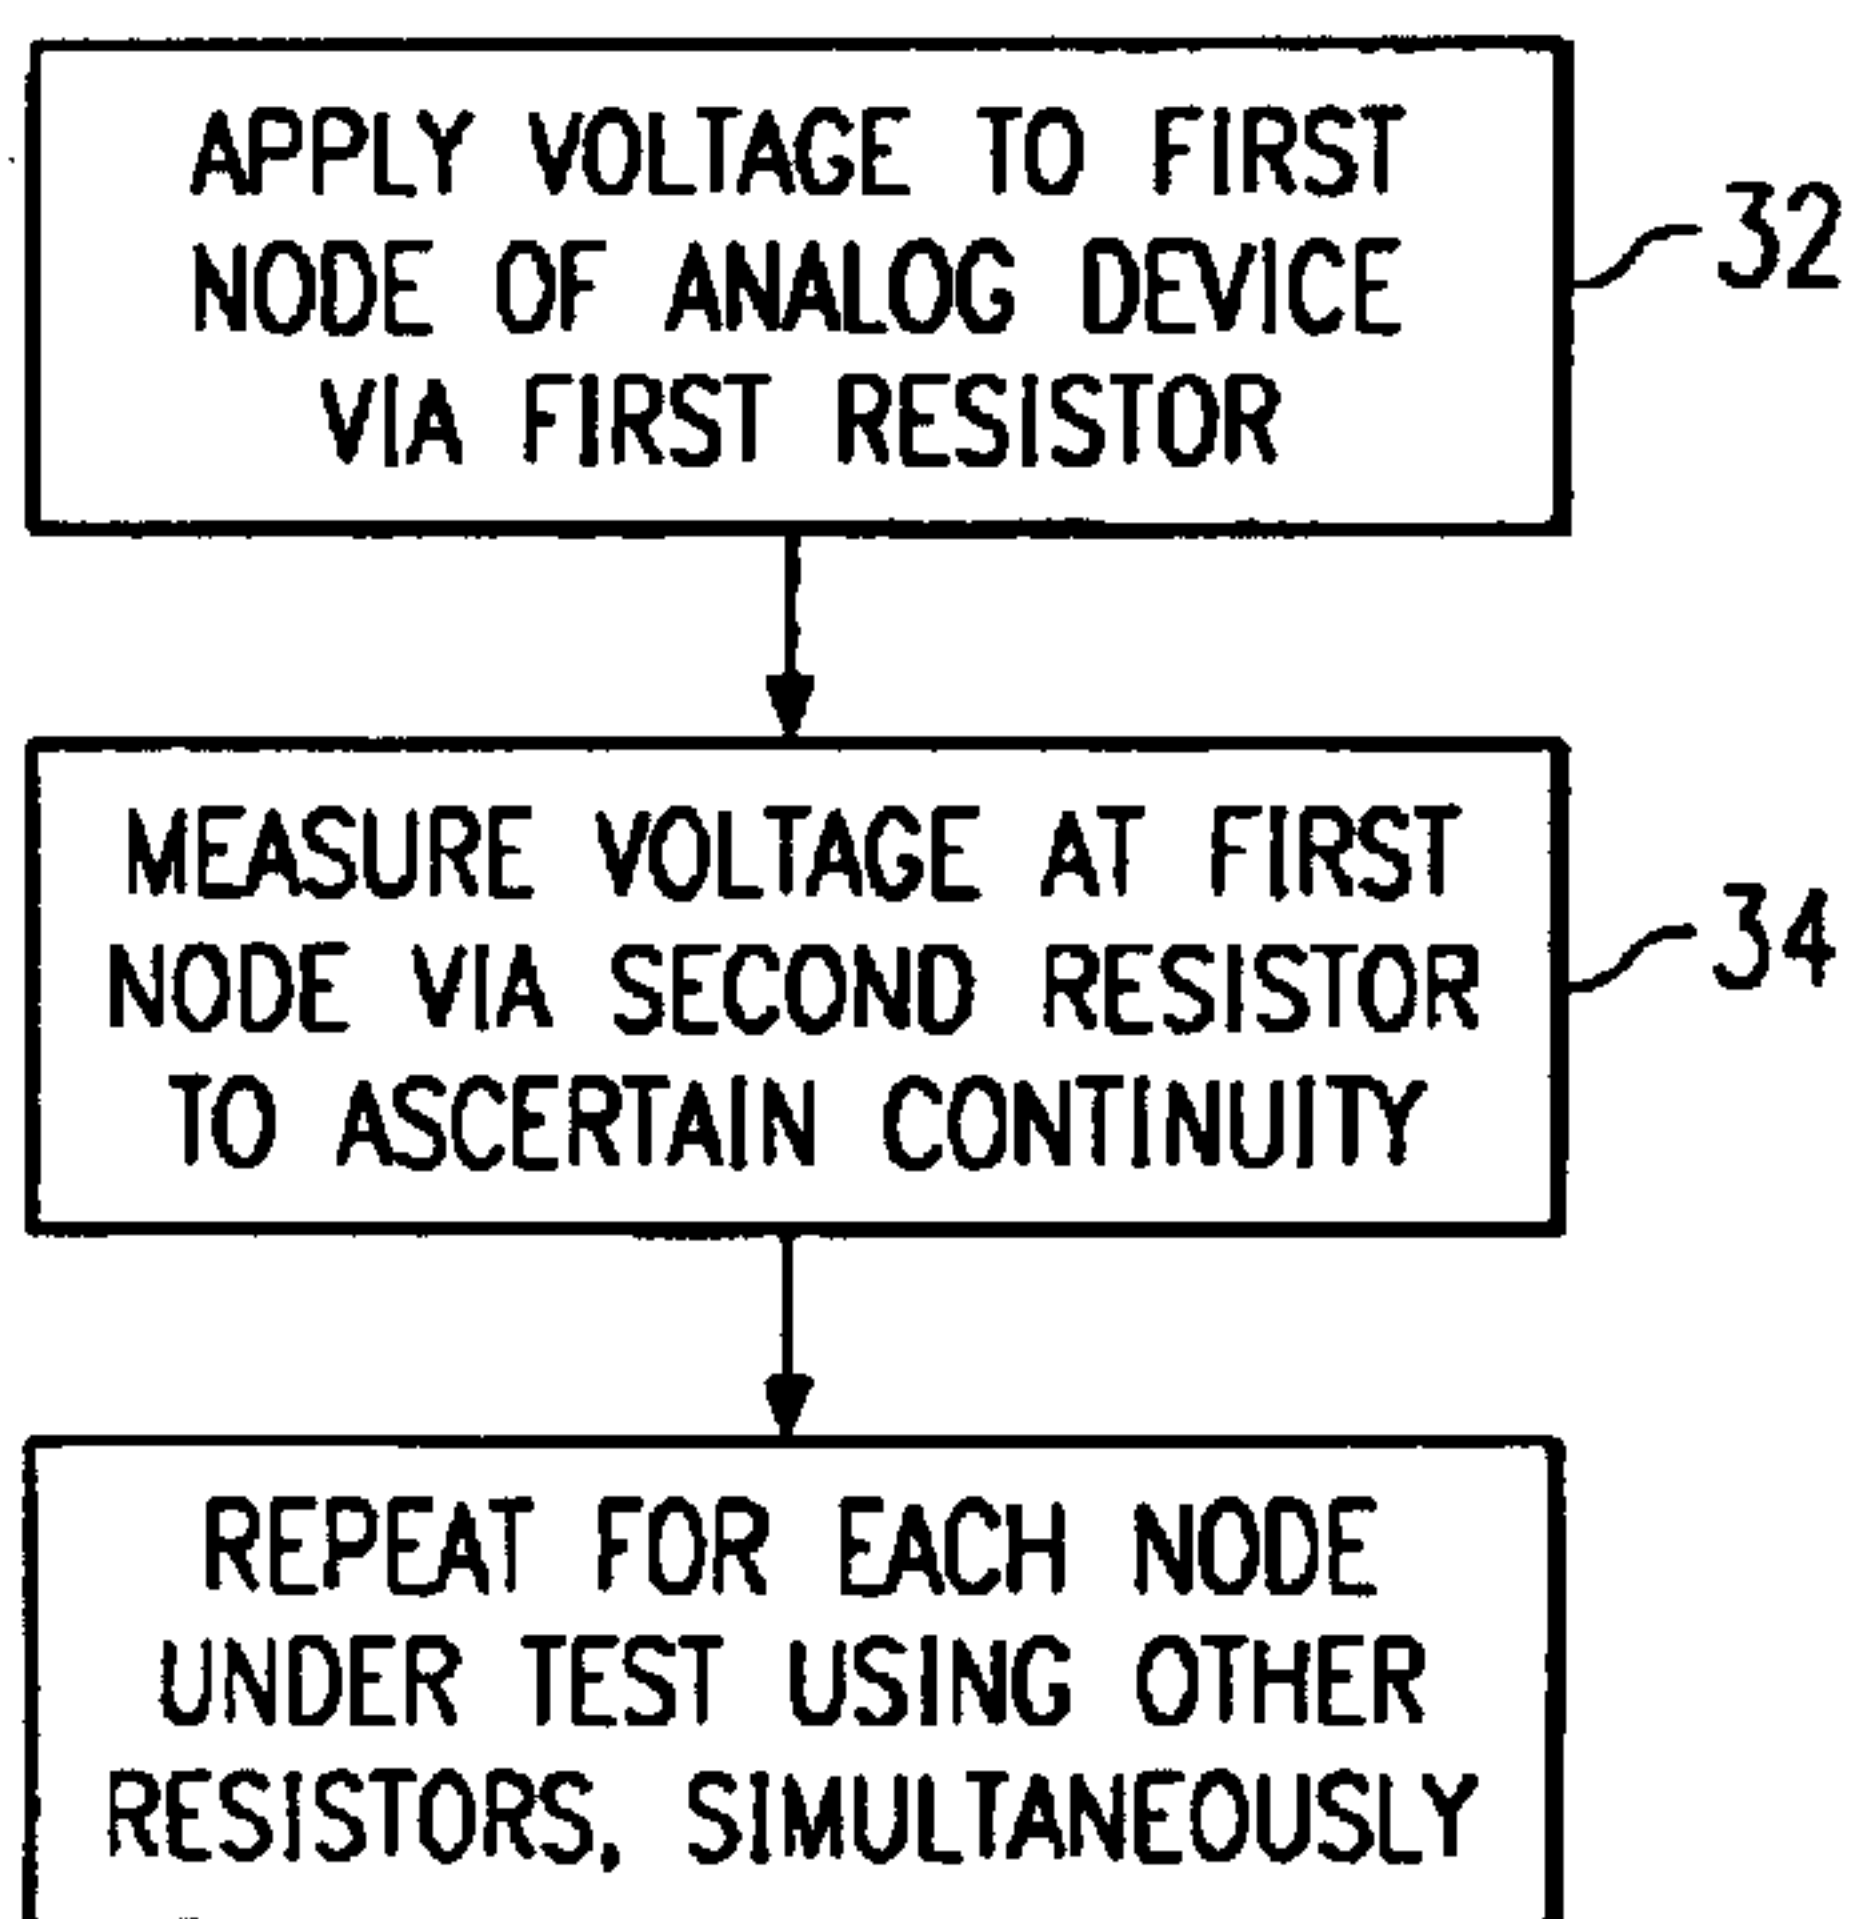 APPLY VOLTAGE TO FIRST
NODE OF ANALOG DEVICE
VIA FIRST RESISTOR
32
MEASURE VOLTAGE AT FIRST
NODE VIA SECOND RESISTOR
TO ASCERTAIN CONTINUITY
34
REPEAT FOR EACH NODE
UNDER TEST USING OTHER
RESISTORS, SIMULTANEOUSLY